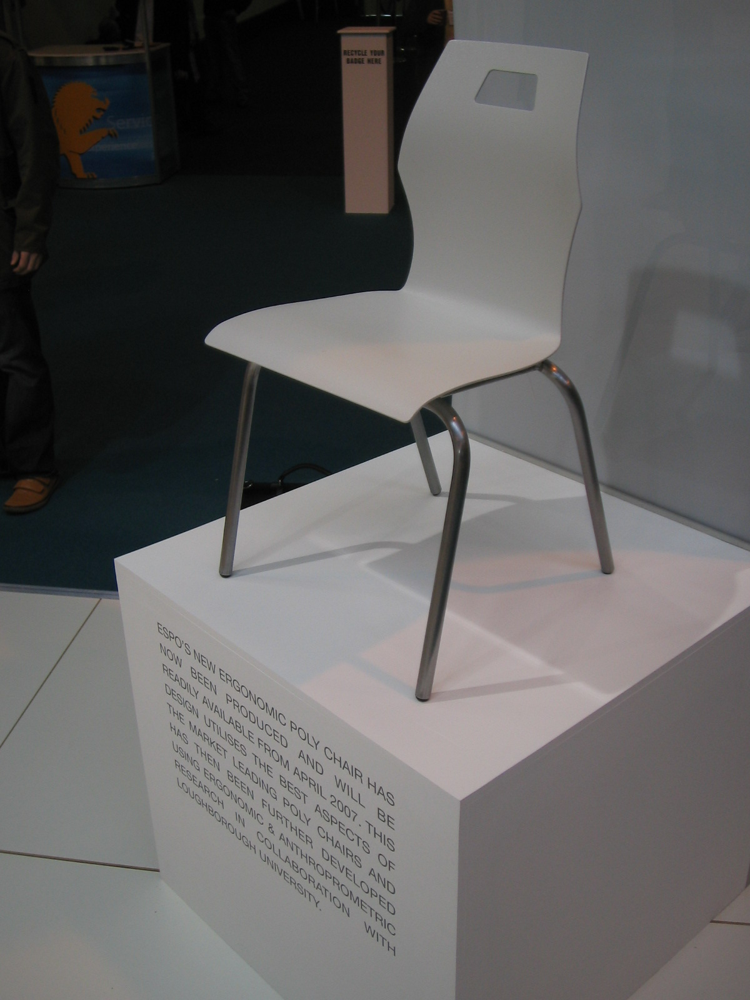 RECYCLE YOUR
BADGE HERE
Servic
ESPO'S NEW ERGONOMIC POLY CHAIR HAS
NOW BEEN PRODUCED AND WILL BE
READILY AVAILABLE FROM APRIL 2007. THIS
DESIGN UTILISES THE BEST ASPECTS OF
THE MARKET LEADING POLY CHAIRS AND
HAS THEN BEEN FURTHER DEVELOPED
USING ERGONOMIC & ANTHROPROMETRIC
RESEARCH IN COLLABORATION WITH
LOUGHBOROUGH UNIVERSITY.